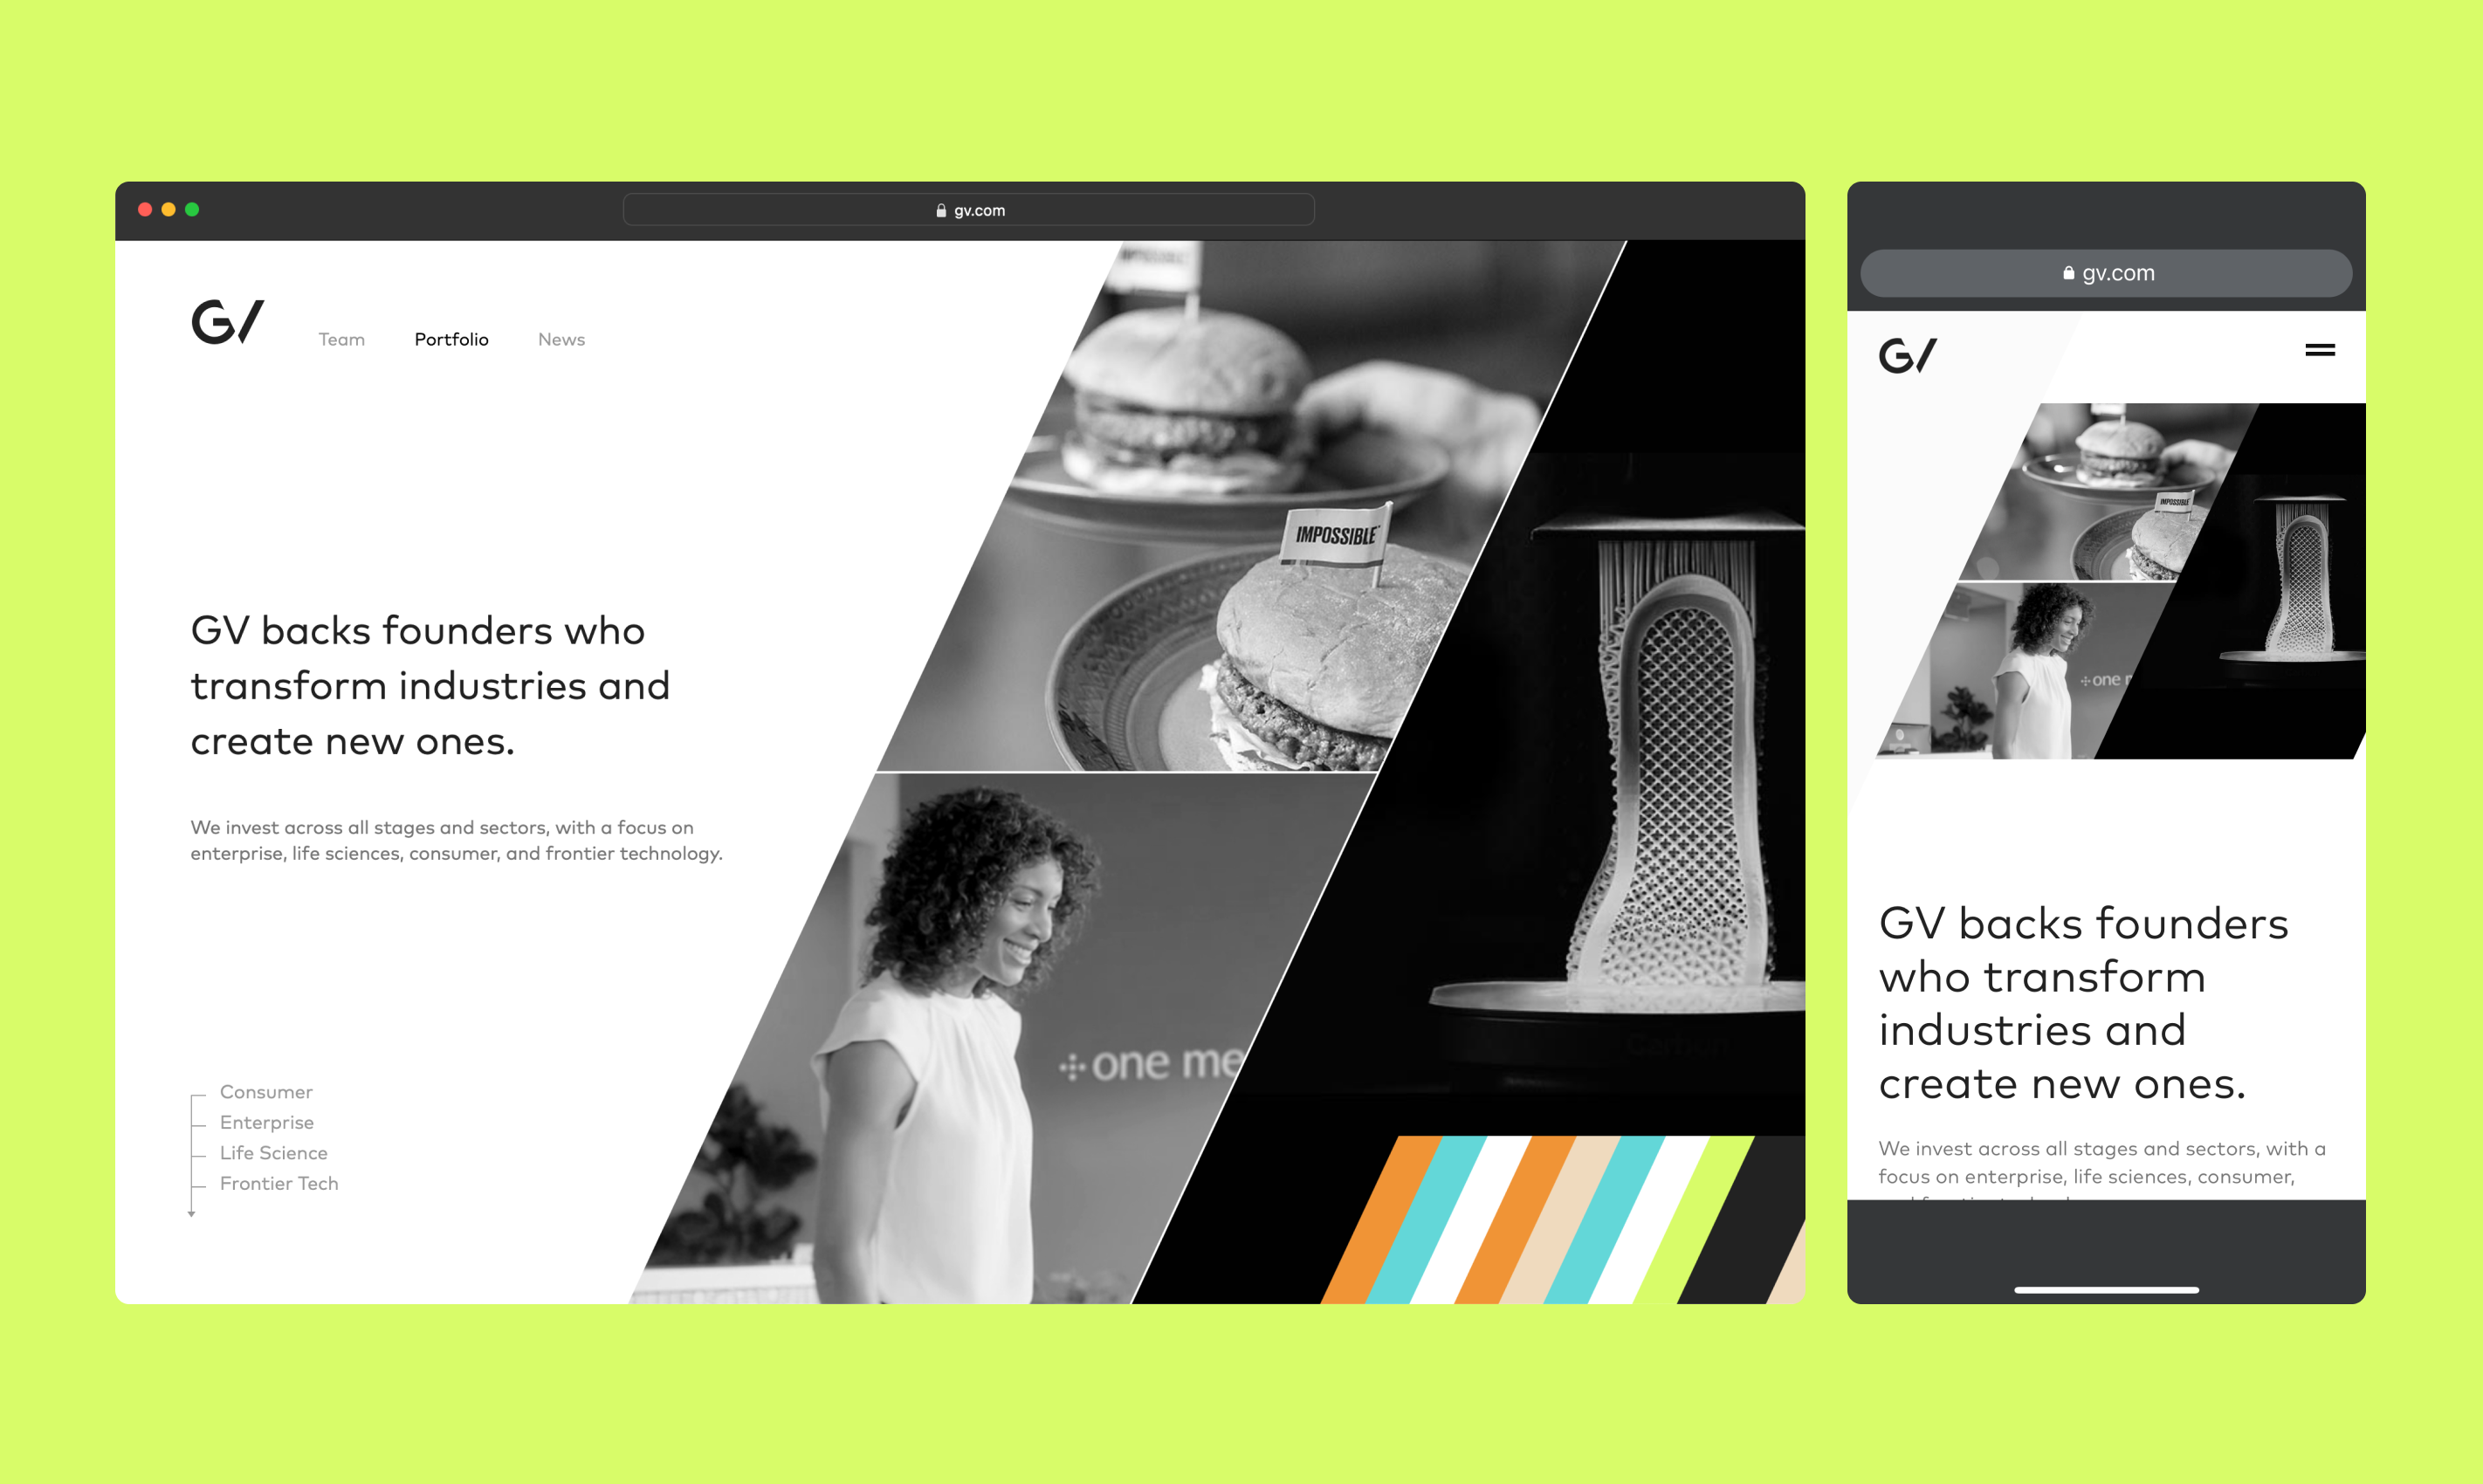 gv.com
GV
Team
Portfolio
News
GV backs founders who
transform industries and
create new ones.
We invest across all stages and sectors, with a focus on
enterprise, life sciences, consumer, and frontier technology.
Consumer
Enterprise
Life Science
Frontier Tech
IMPOSSIBLE
IMPOSSIBLE
one me
gv.com
GV
IMPOSSIBLE
one
GV backs founders
who transform
industries and
create new ones.
We invest across all stages and sectors, with a
focus on enterprise, life sciences, consumer,